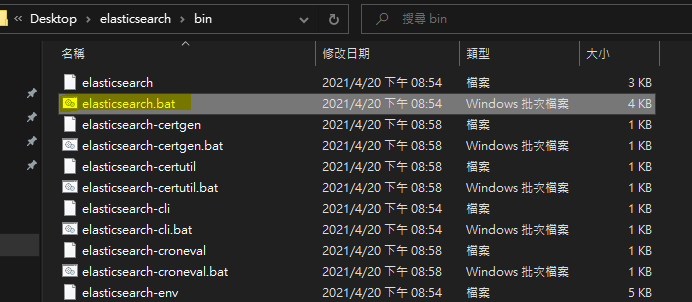 Desktop > elasticsearch > bin
搜尋 bin
名稱 修改日期 類型 大小
elasticsearch 2021/4/20 下午 08:54 檔案 3 KB
elasticsearch.bat 2021/4/20 下午 08:54 Windows 批次檔案 4 KB
elasticsearch-certgen 2021/4/20 下午 08:58 檔案 1 KB
elasticsearch-certgen.bat 2021/4/20 下午 08:58 Windows 批次檔案 1 KB
elasticsearch-certutil 2021/4/20 下午 08:58 檔案 1 KB
elasticsearch-certutil.bat 2021/4/20 下午 08:58 Windows 批次檔案 1 KB
elasticsearch-cli 2021/4/20 下午 08:54 檔案 1 KB
elasticsearch-cli.bat 2021/4/20 下午 08:54 Windows 批次檔案 1 KB
elasticsearch-croneval 2021/4/20 下午 08:58 檔案 1 KB
elasticsearch-croneval.bat 2021/4/20 下午 08:58 Windows 批次檔案 1 KB
elasticsearch-env 2021/4/20 下午 08:54 檔案 5 KB